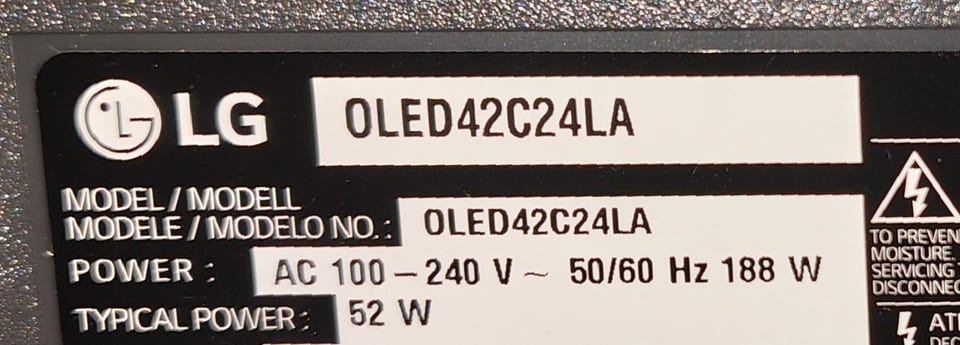 LG OLED42C24LA
MODEL / MODELL
MODELE / MODELO NO.: OLED42C24LA
POWER : AC 100 – 240 V ~ 50/60 Hz 188 W
TYPICAL POWER : 52 W
TO PREVEN
MOISTURE.
SERVICING
DISCONNEC